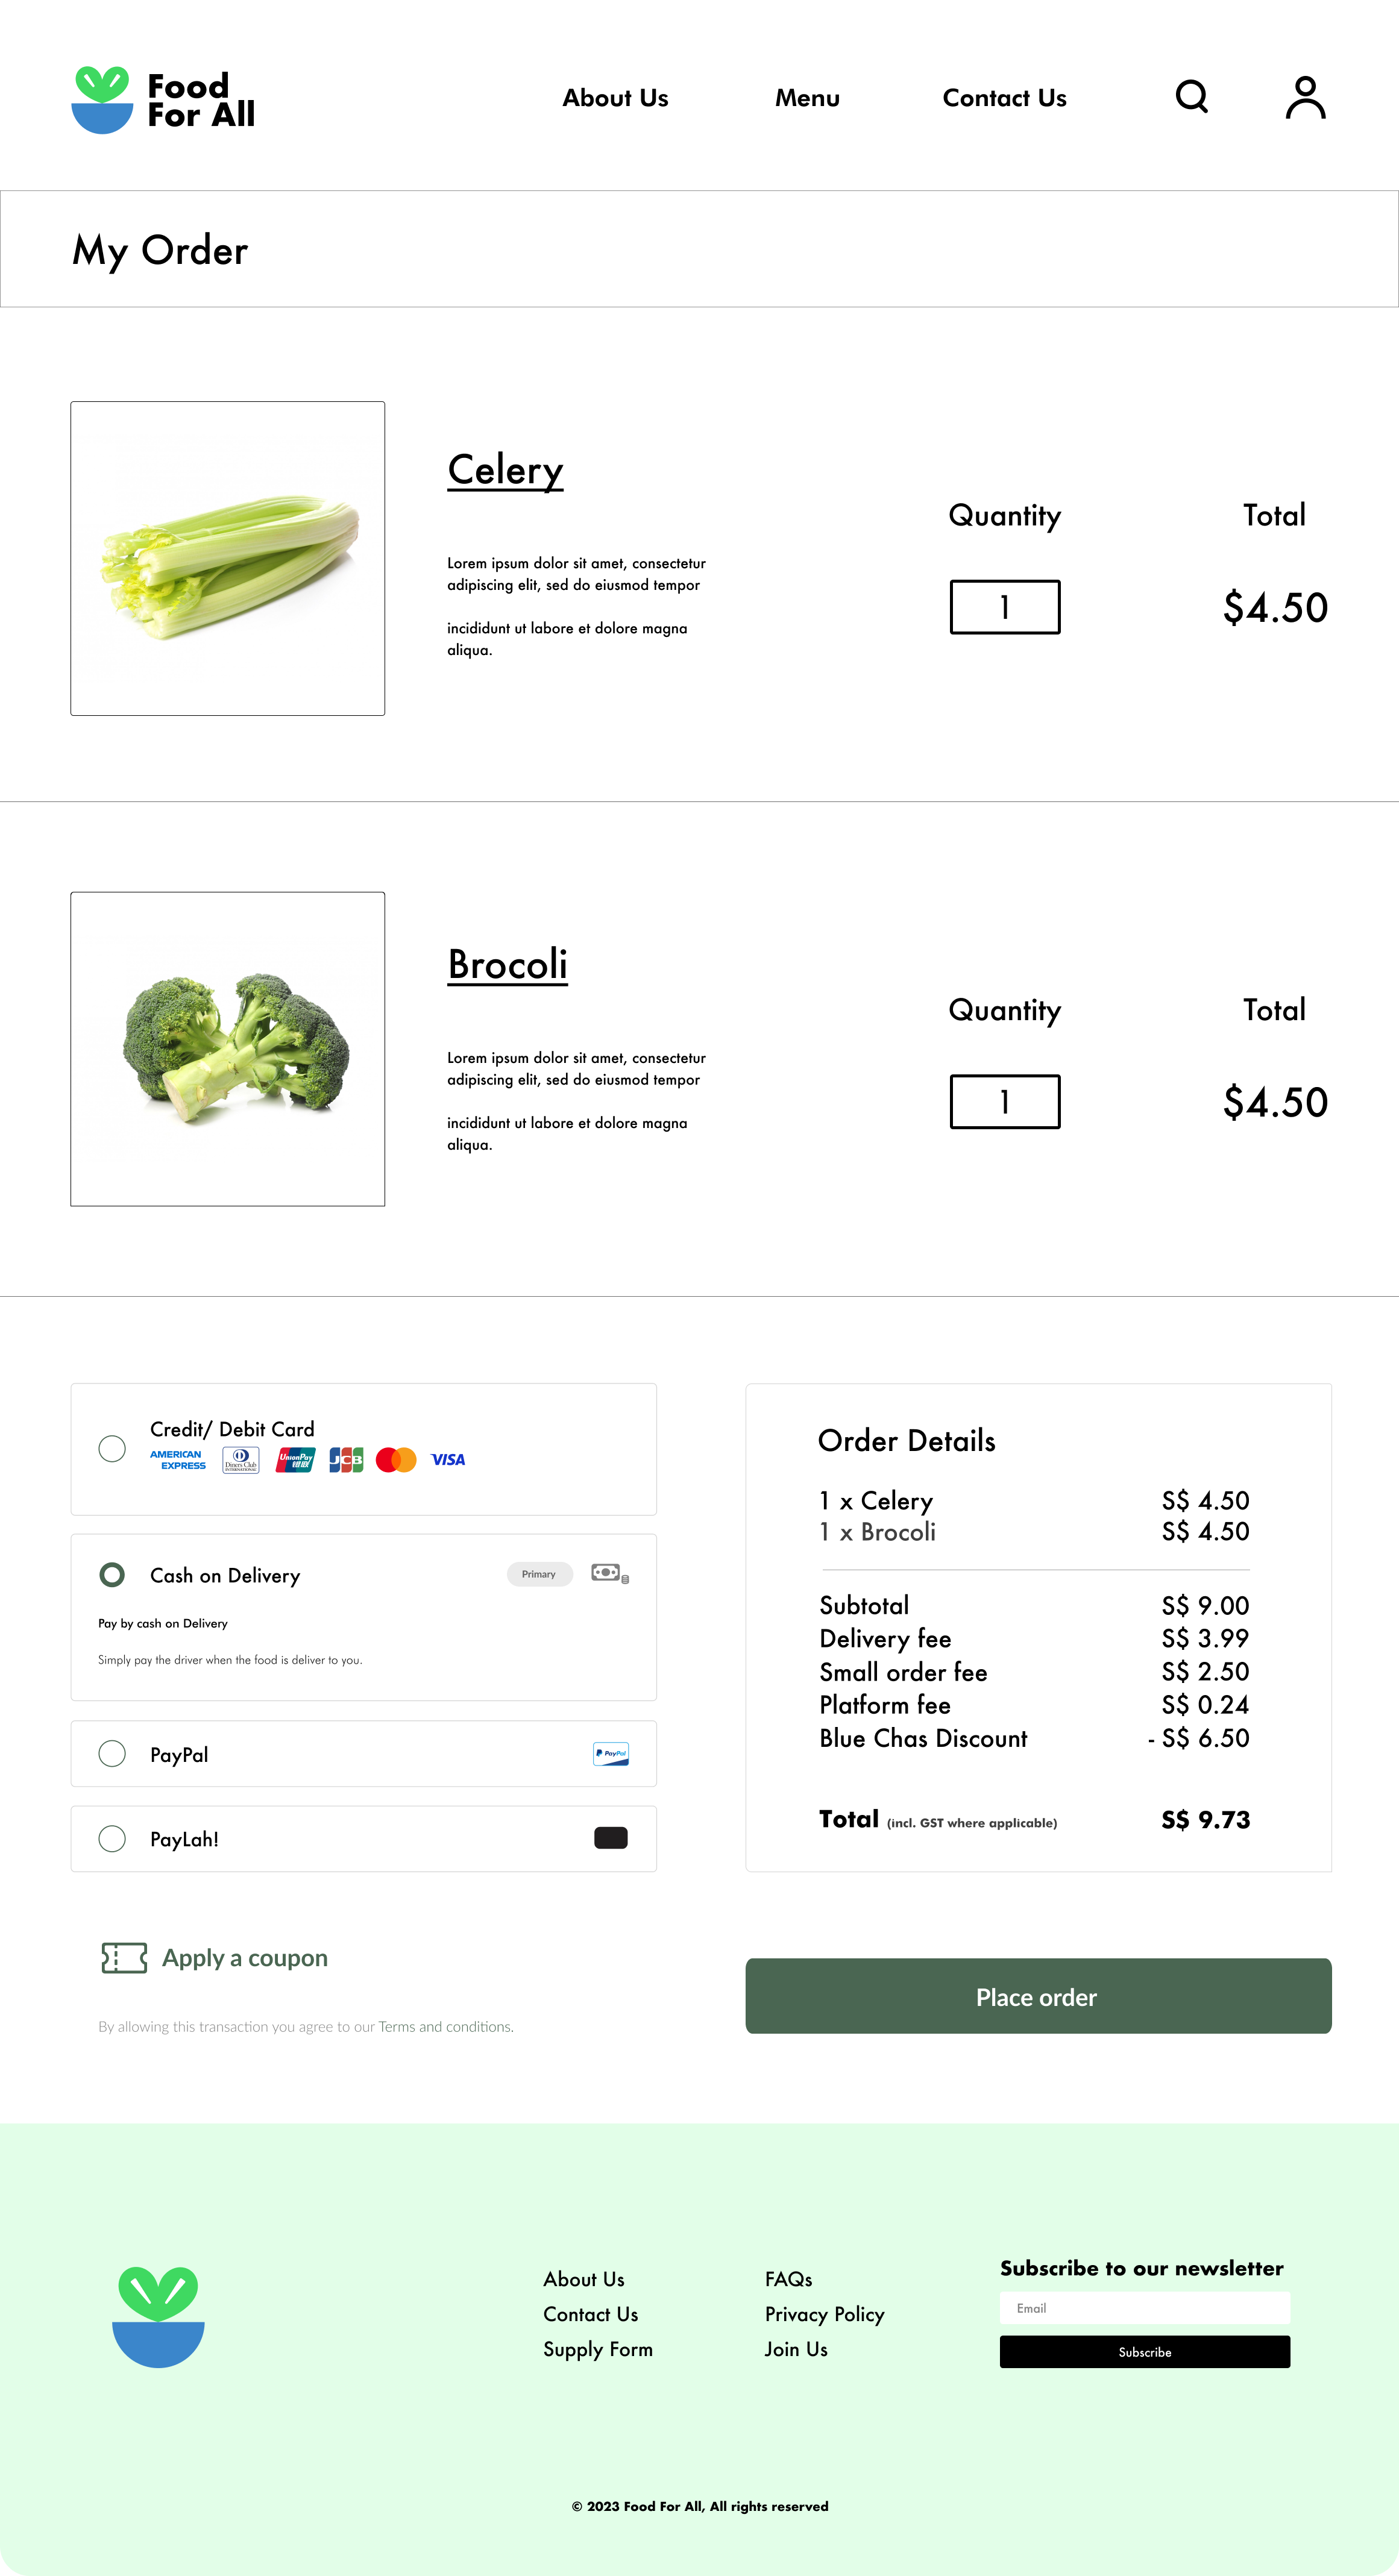 Food
For All
About Us
Menu
Contact Us
My Order
Celery
Lorem ipsum dolor sit amet, consectetur
adipiscing elit, sed do eiusmod tempor
incididunt ut labore et dolore magna
aliqua.
Quantity
Total
1
$4.50
Brocoli
Lorem ipsum dolor sit amet, consectetur
adipiscing elit, sed do eiusmod tempor
incididunt ut labore et dolore magna
aliqua.
Quantity
Total
1
$4.50
Credit/ Debit Card
AMERICAN
EXPRESS
Diners Club
INTERNATIONAL
UnionPay
银联
JCB
VISA
Cash on Delivery
Primary
Pay by cash on Delivery
Simply pay the driver when the food is deliver to you.
PayPal
PayPal
PayLah!
Apply a coupon
By allowing this transaction you agree to our Terms and conditions.
Order Details
1 x Celery S$ 4.50
1 x Brocoli S$ 4.50
Subtotal S$ 9.00
Delivery fee S$ 3.99
Small order fee S$ 2.50
Platform fee S$ 0.24
Blue Chas Discount - S$ 6.50
Total (incl. GST where applicable) S$ 9.73
Place order
About Us
Contact Us
Supply Form
FAQs
Privacy Policy
Join Us
Subscribe to our newsletter
Email
Subscribe
© 2023 Food For All, All rights reserved